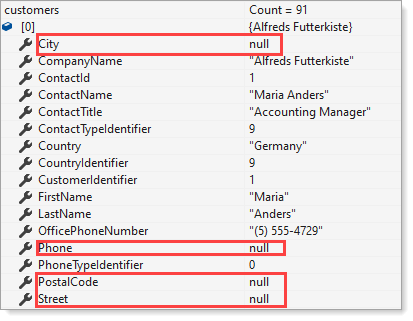 customers Count = 91
[0] {Alfreds Futterkiste}
City null
CompanyName "Alfreds Futterkiste"
ContactId 1
ContactName "Maria Anders"
ContactTitle "Accounting Manager"
ContactTypeIdentifier 9
Country "Germany"
CountryIdentifier 9
CustomerIdentifier 1
FirstName "Maria"
LastName "Anders"
OfficePhoneNumber "(5) 555-4729"
Phone null
PhoneTypeIdentifier 0
PostalCode null
Street null